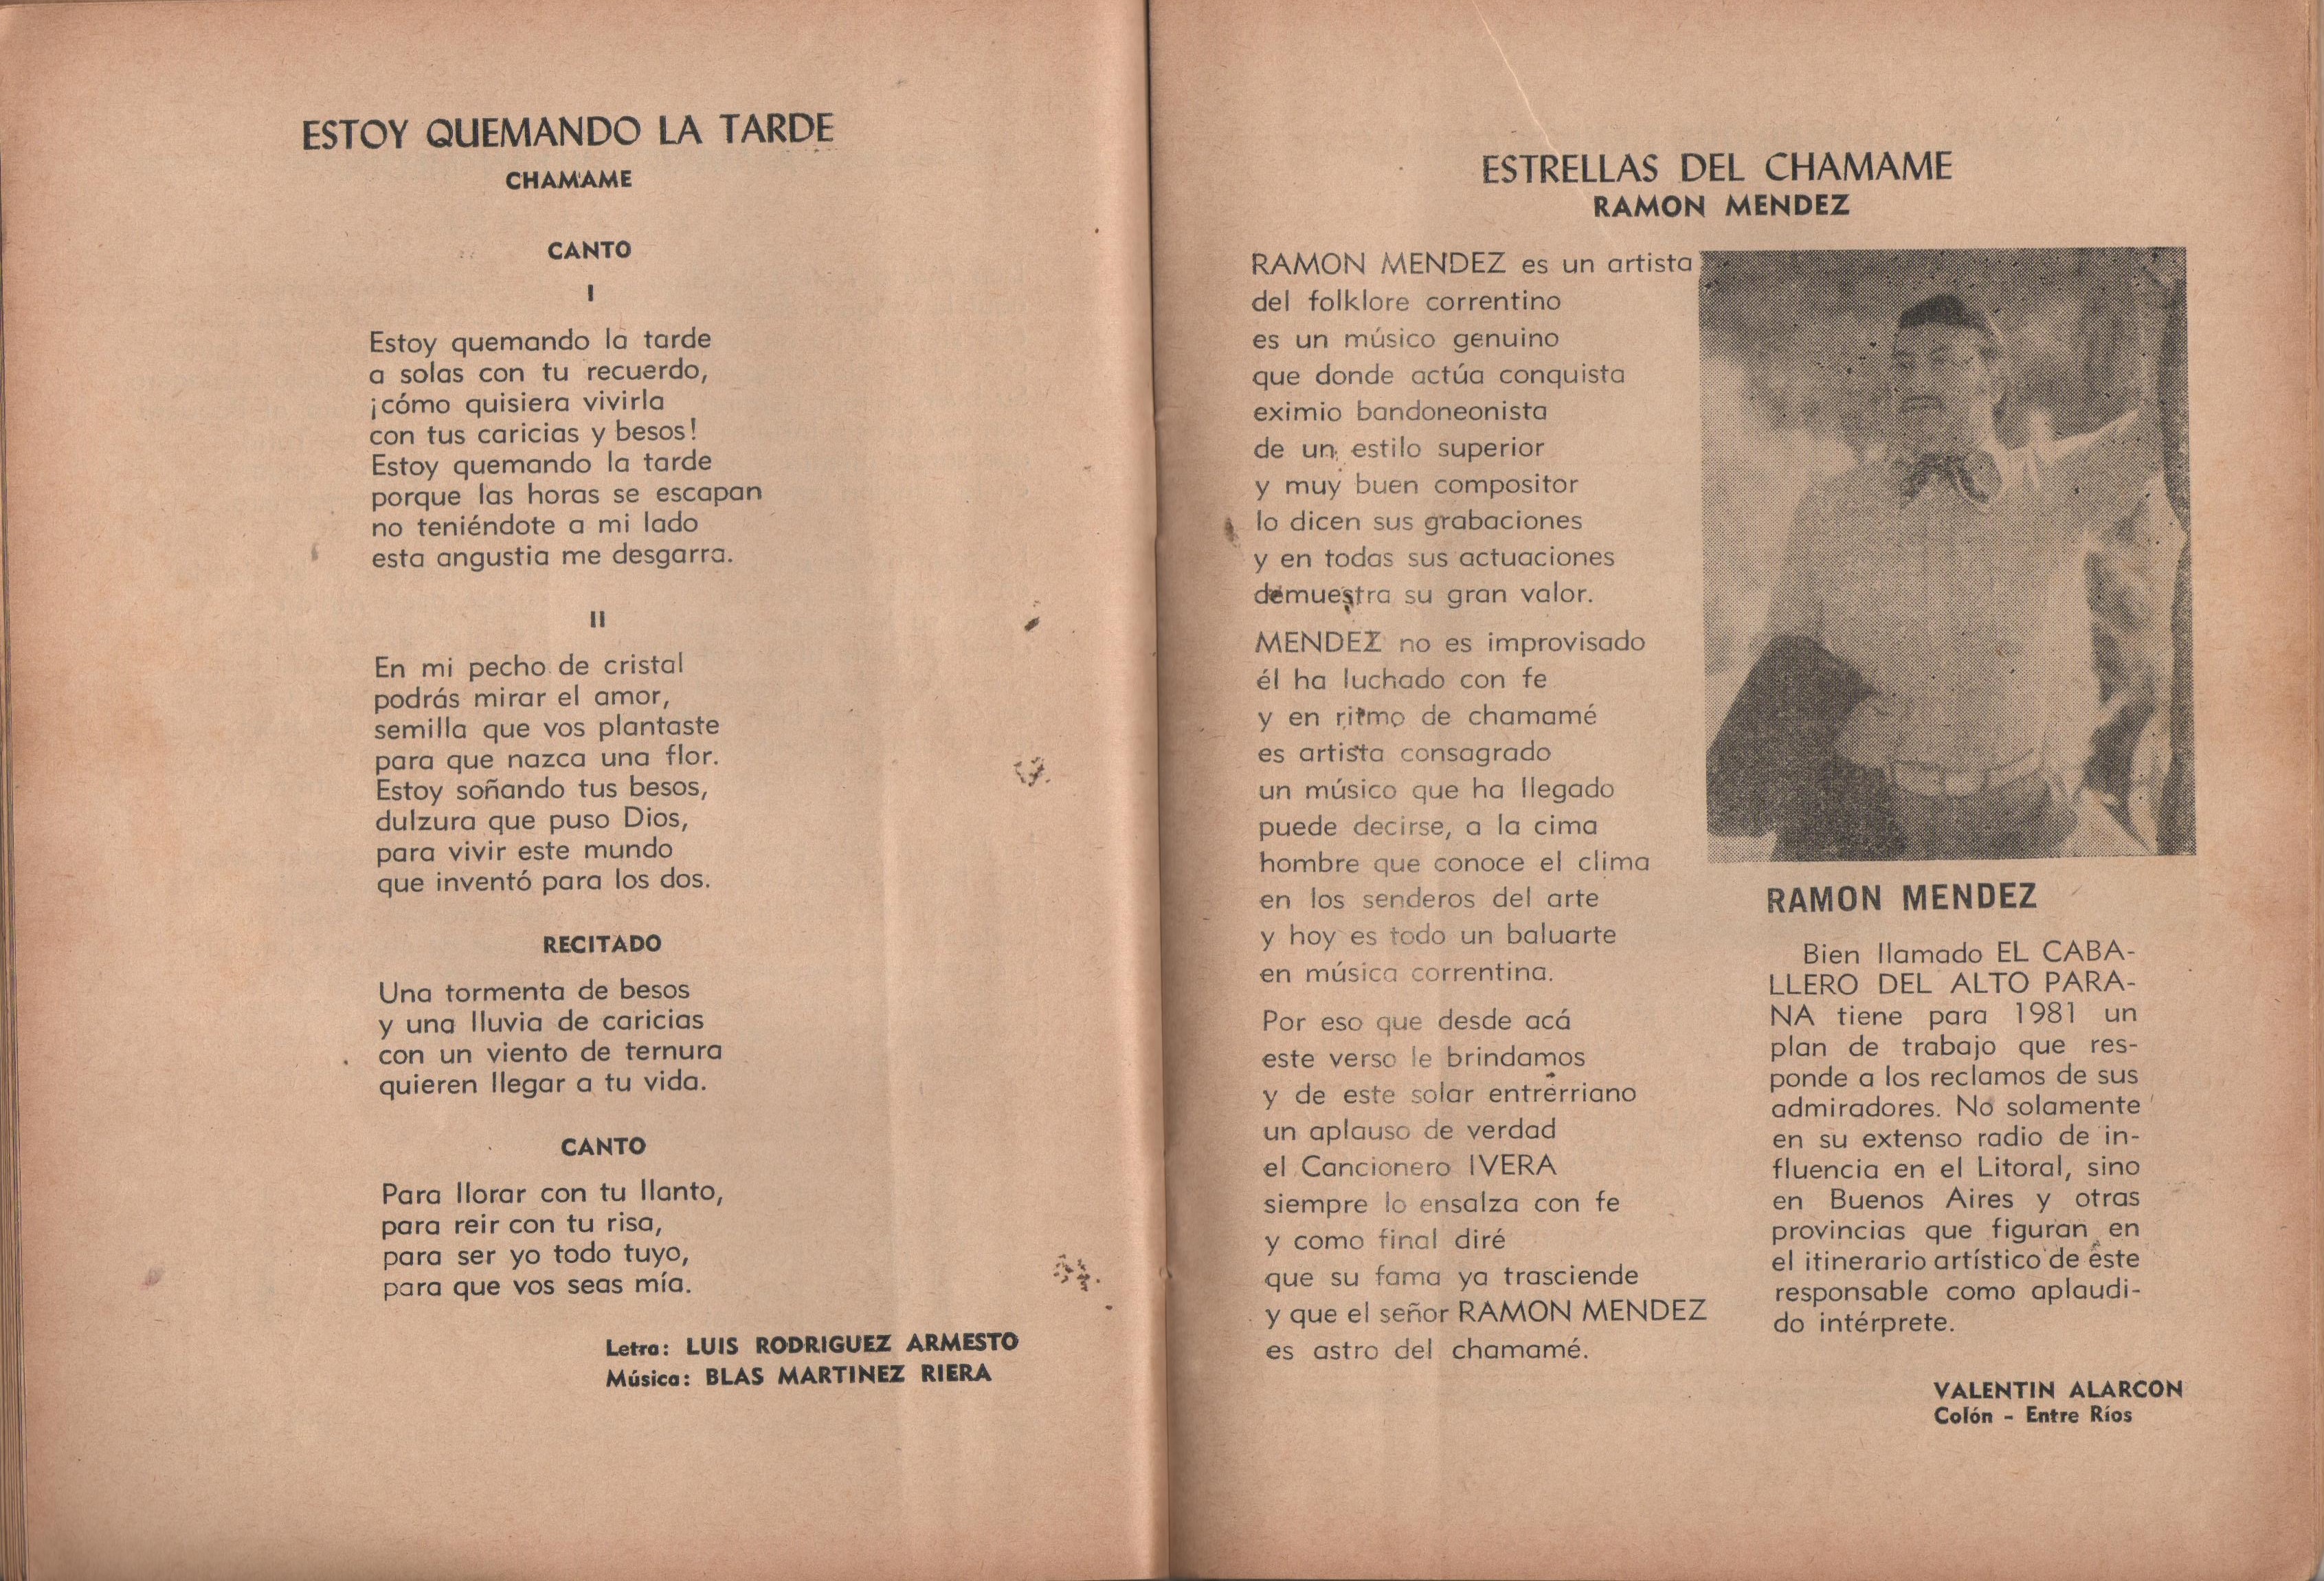 ESTOY QUEMANDO LA TARDE
CHAMAME
CANTO
I
Estoy quemando la tarde
a solas con tu recuerdo,
¡cómo quisiera vivirla
con tus caricias y besos!
Estoy quemando la tarde
porque las horas se escapan
no teniéndote a mi lado
esta angustia me desgarra.
II
En mi pecho de cristal
podrás mirar el amor,
semilla que vos plantaste
para que nazca una flor.
Estoy soñando tus besos,
dulzura que puso Dios,
para vivir este mundo
que inventó para los dos.
RECITADO
Una tormenta de besos
y una lluvia de caricias
con un viento de ternura
quieren llegar a tu vida.
CANTO
Para llorar con tu llanto,
para reir con tu risa,
para ser yo todo tuyo,
para que vos seas mía.
Letra: LUIS RODRIGUEZ ARMESTO
Música: BLAS MARTINEZ RIERA
ESTRELLAS DEL CHAMAME
RAMON MENDEZ
RAMON MENDEZ es un artista
del folklore correntino
es un músico genuino
que donde actúa conquista
eximio bandoneonista
de un estilo superior
y muy buen compositor
lo dicen sus grabaciones
y en todas sus actuaciones
demuestra su gran valor.
MENDEZ no es improvisado
él ha luchado con fe
y en ritmo de chamamé
es artista consagrado
un músico que ha llegado
puede decirse, a la cima
hombre que conoce el clima
en los senderos del arte
y hoy es todo un baluarte
en música correntina.
Por eso que desde acá
este verso le brindamos
y de este solar entrerriano
un aplauso de verdad
el Cancionero IVERA
siempre lo ensalza con fe
y como final diré
que su fama ya trasciende
y que el señor RAMON MENDEZ
es astro del chamamé.
RAMON MENDEZ
Bien llamado EL CABA-
LLERO DEL ALTO PARA-
NA tiene para 1981 un
plan de trabajo que res-
ponde a los reclamos de sus
admiradores. No solamente
en su extenso radio de in-
fluencia en el Litoral, sino
en Buenos Aires y otras
provincias que figuran en
el itinerario artístico de este
responsable como aplaudi-
do intérprete.
VALENTIN ALARCON
Colón - Entre Ríos